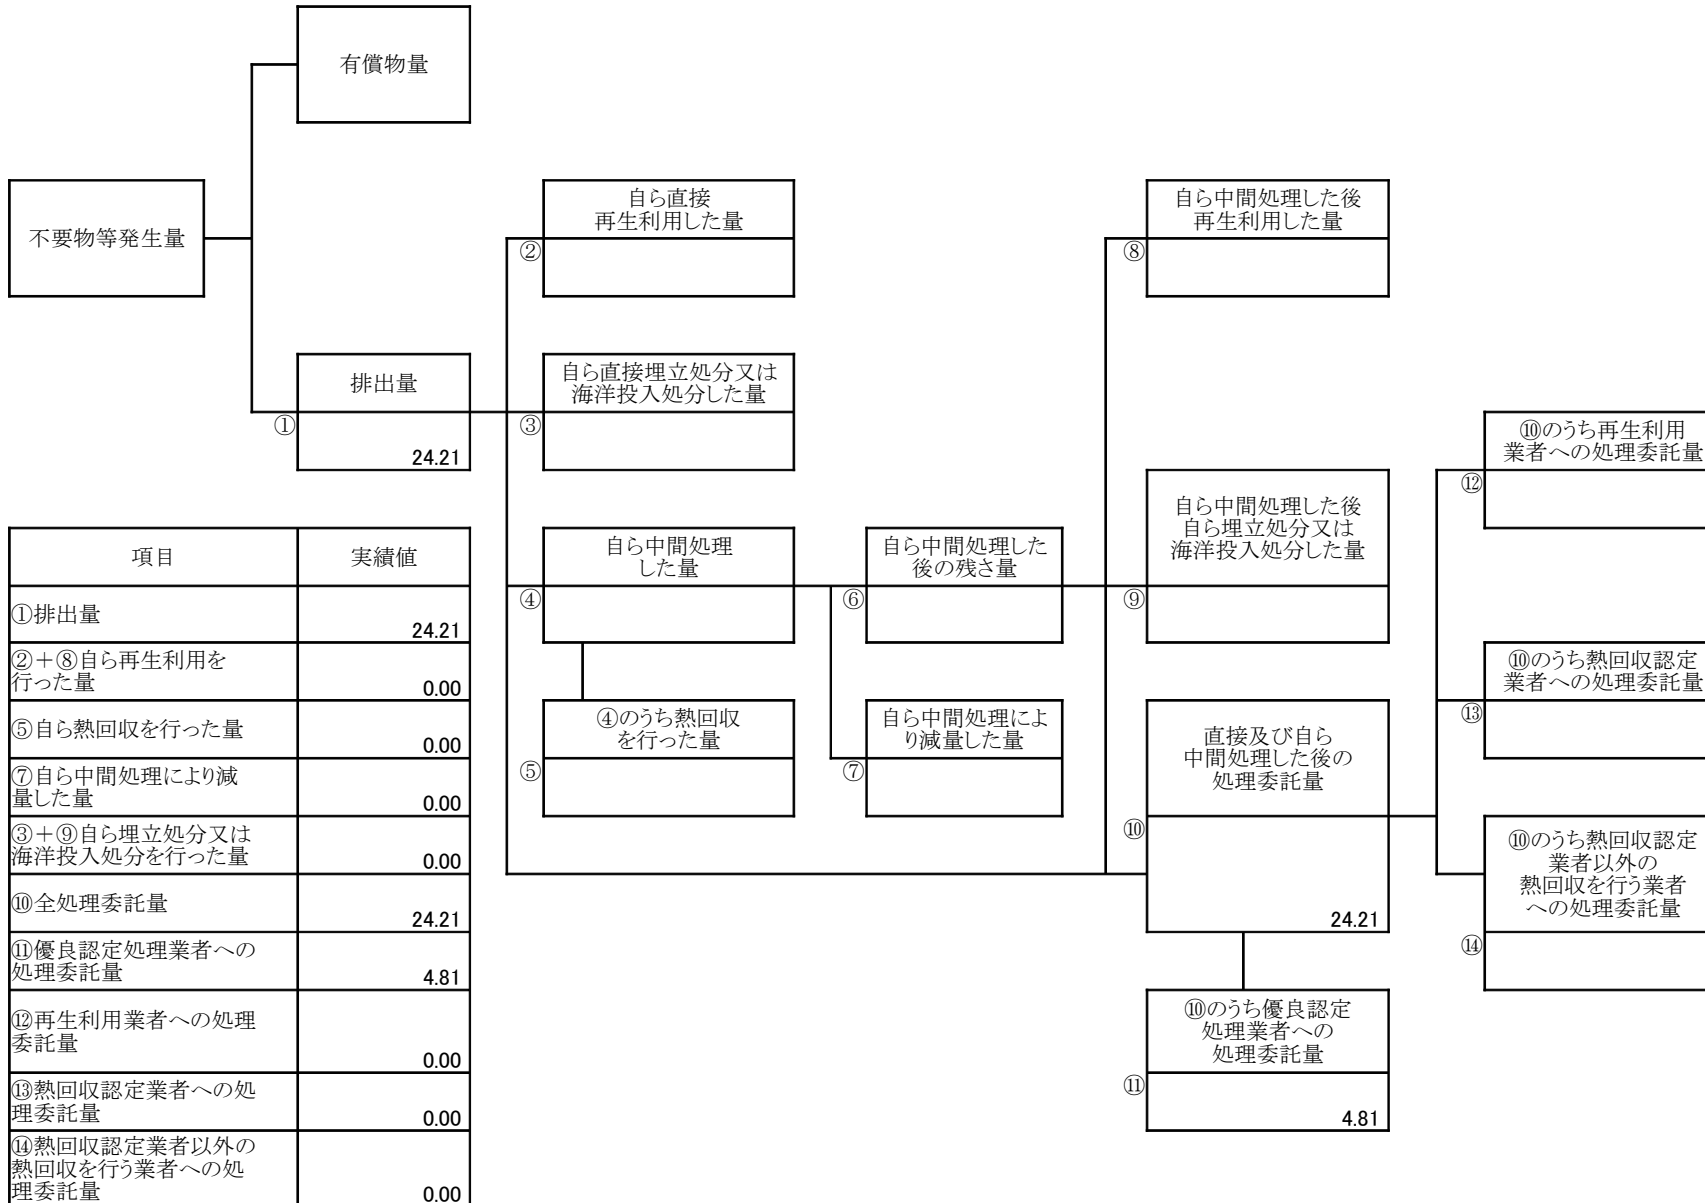 有償物量
不要物等発生量
自ら直接
再生利用した量
②
自ら中間処理した後
再生利用した量
⑧
排出量
①
24.21
自ら直接埋立処分又は
海洋投入処分した量
③
⑩のうち再生利用
業者への処理委託量
⑫
自ら中間処理した後
自ら埋立処分又は
海洋投入処分した量
⑨
自ら中間処理
した量
④
自ら中間処理した
後の残さ量
⑥
⑩のうち熱回収認定
業者への処理委託量
⑬
④のうち熱回収
を行った量
⑤
自ら中間処理によ
り減量した量
⑦
直接及び自ら
中間処理した後の
処理委託量
⑩
24.21
⑩のうち熱回収認定
業者以外の
熱回収を行う業者
への処理委託量
⑭
⑩のうち優良認定
処理業者への
処理委託量
⑪
4.81
項目 実績値
①排出量
24.21
②+⑧自ら再生利用を
行った量
0.00
⑤自ら熱回収を行った量
0.00
⑦自ら中間処理により減
量した量
0.00
③+⑨自ら埋立処分又は
海洋投入処分を行った量
0.00
⑩全処理委託量
24.21
⑪優良認定処理業者への
処理委託量
4.81
⑫再生利用業者への処理
委託量
0.00
⑬熱回収認定業者への処
理委託量
0.00
⑭熱回収認定業者以外の
熱回収を行う業者への処
理委託量
0.00